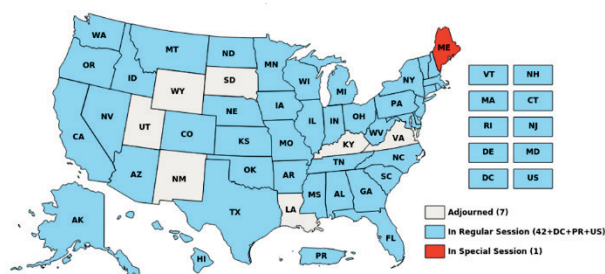 WA
OR
CA
NV
ID
MT
WY
UT
AZ
CO
NM
ND
SD
NE
KS
OK
TX
MN
IA
MO
AR
LA
WI
IL
MI
IN
OH
KY
TN
MS
AL
GA
FL
SC
NC
VA
WV
PA
NY
ME
AK
HI
PR
VT
NH
MA
CT
RI
NJ
DE
MD
DC
US
Adjourned (7)
In Regular Session (42+DC+PR+US)
In Special Session (1)